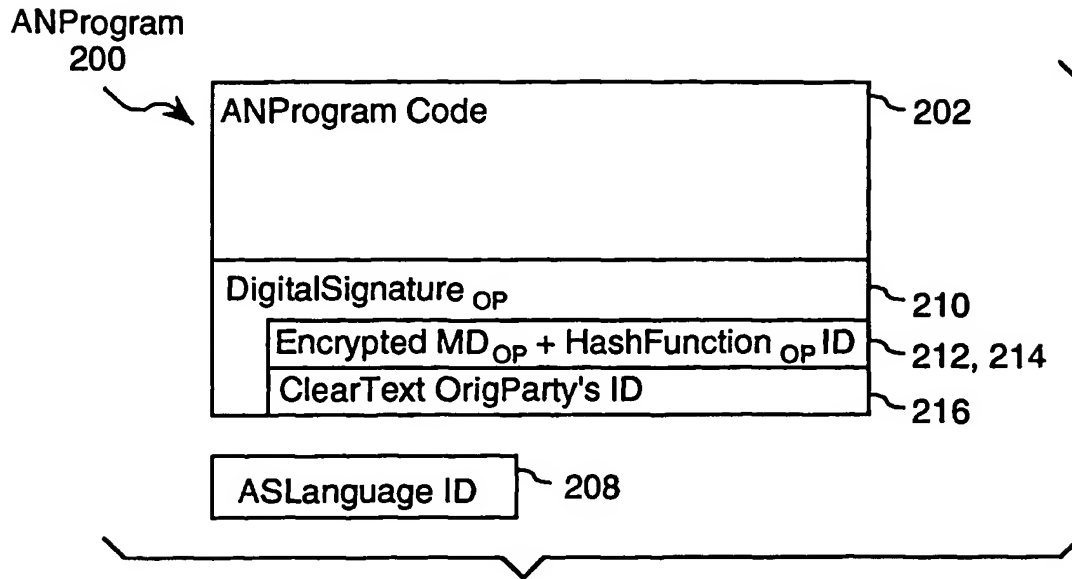 ANProgram
200
ANProgram Code
202
DigitalSignature OP
210
Encrypted MD OP + HashFunction OP ID
212, 214
ClearText OrigParty's ID
216
ASLanguage ID
208